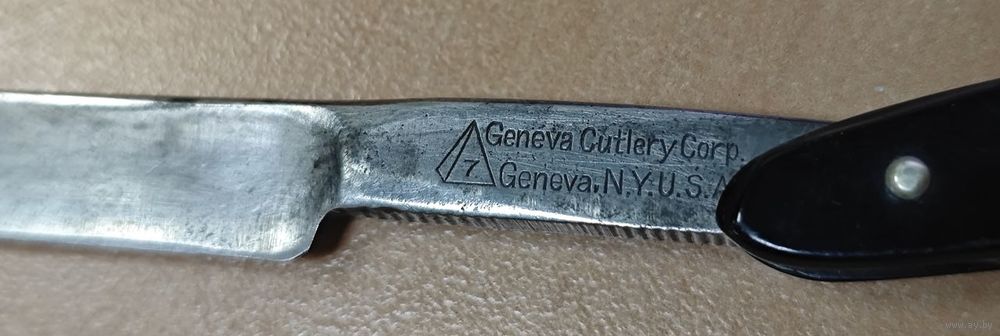 7
Geneva Cutlery Corp.
Geneva, N.Y. U.S.A
www.ay.by